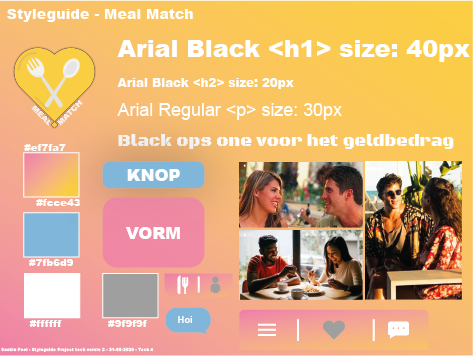 Styleguide - Meal Match
Arial Black <h1> size: 40px
Arial Black <h2> size: 20px
Arial Regular <p> size: 30px
Black ops one voor het geldbedrag
MEAL MATCH
#ef7fa7
#fcce43
KNOP
VORM
#7fb6d9
#ffffff
#9f9f9f
Hoi